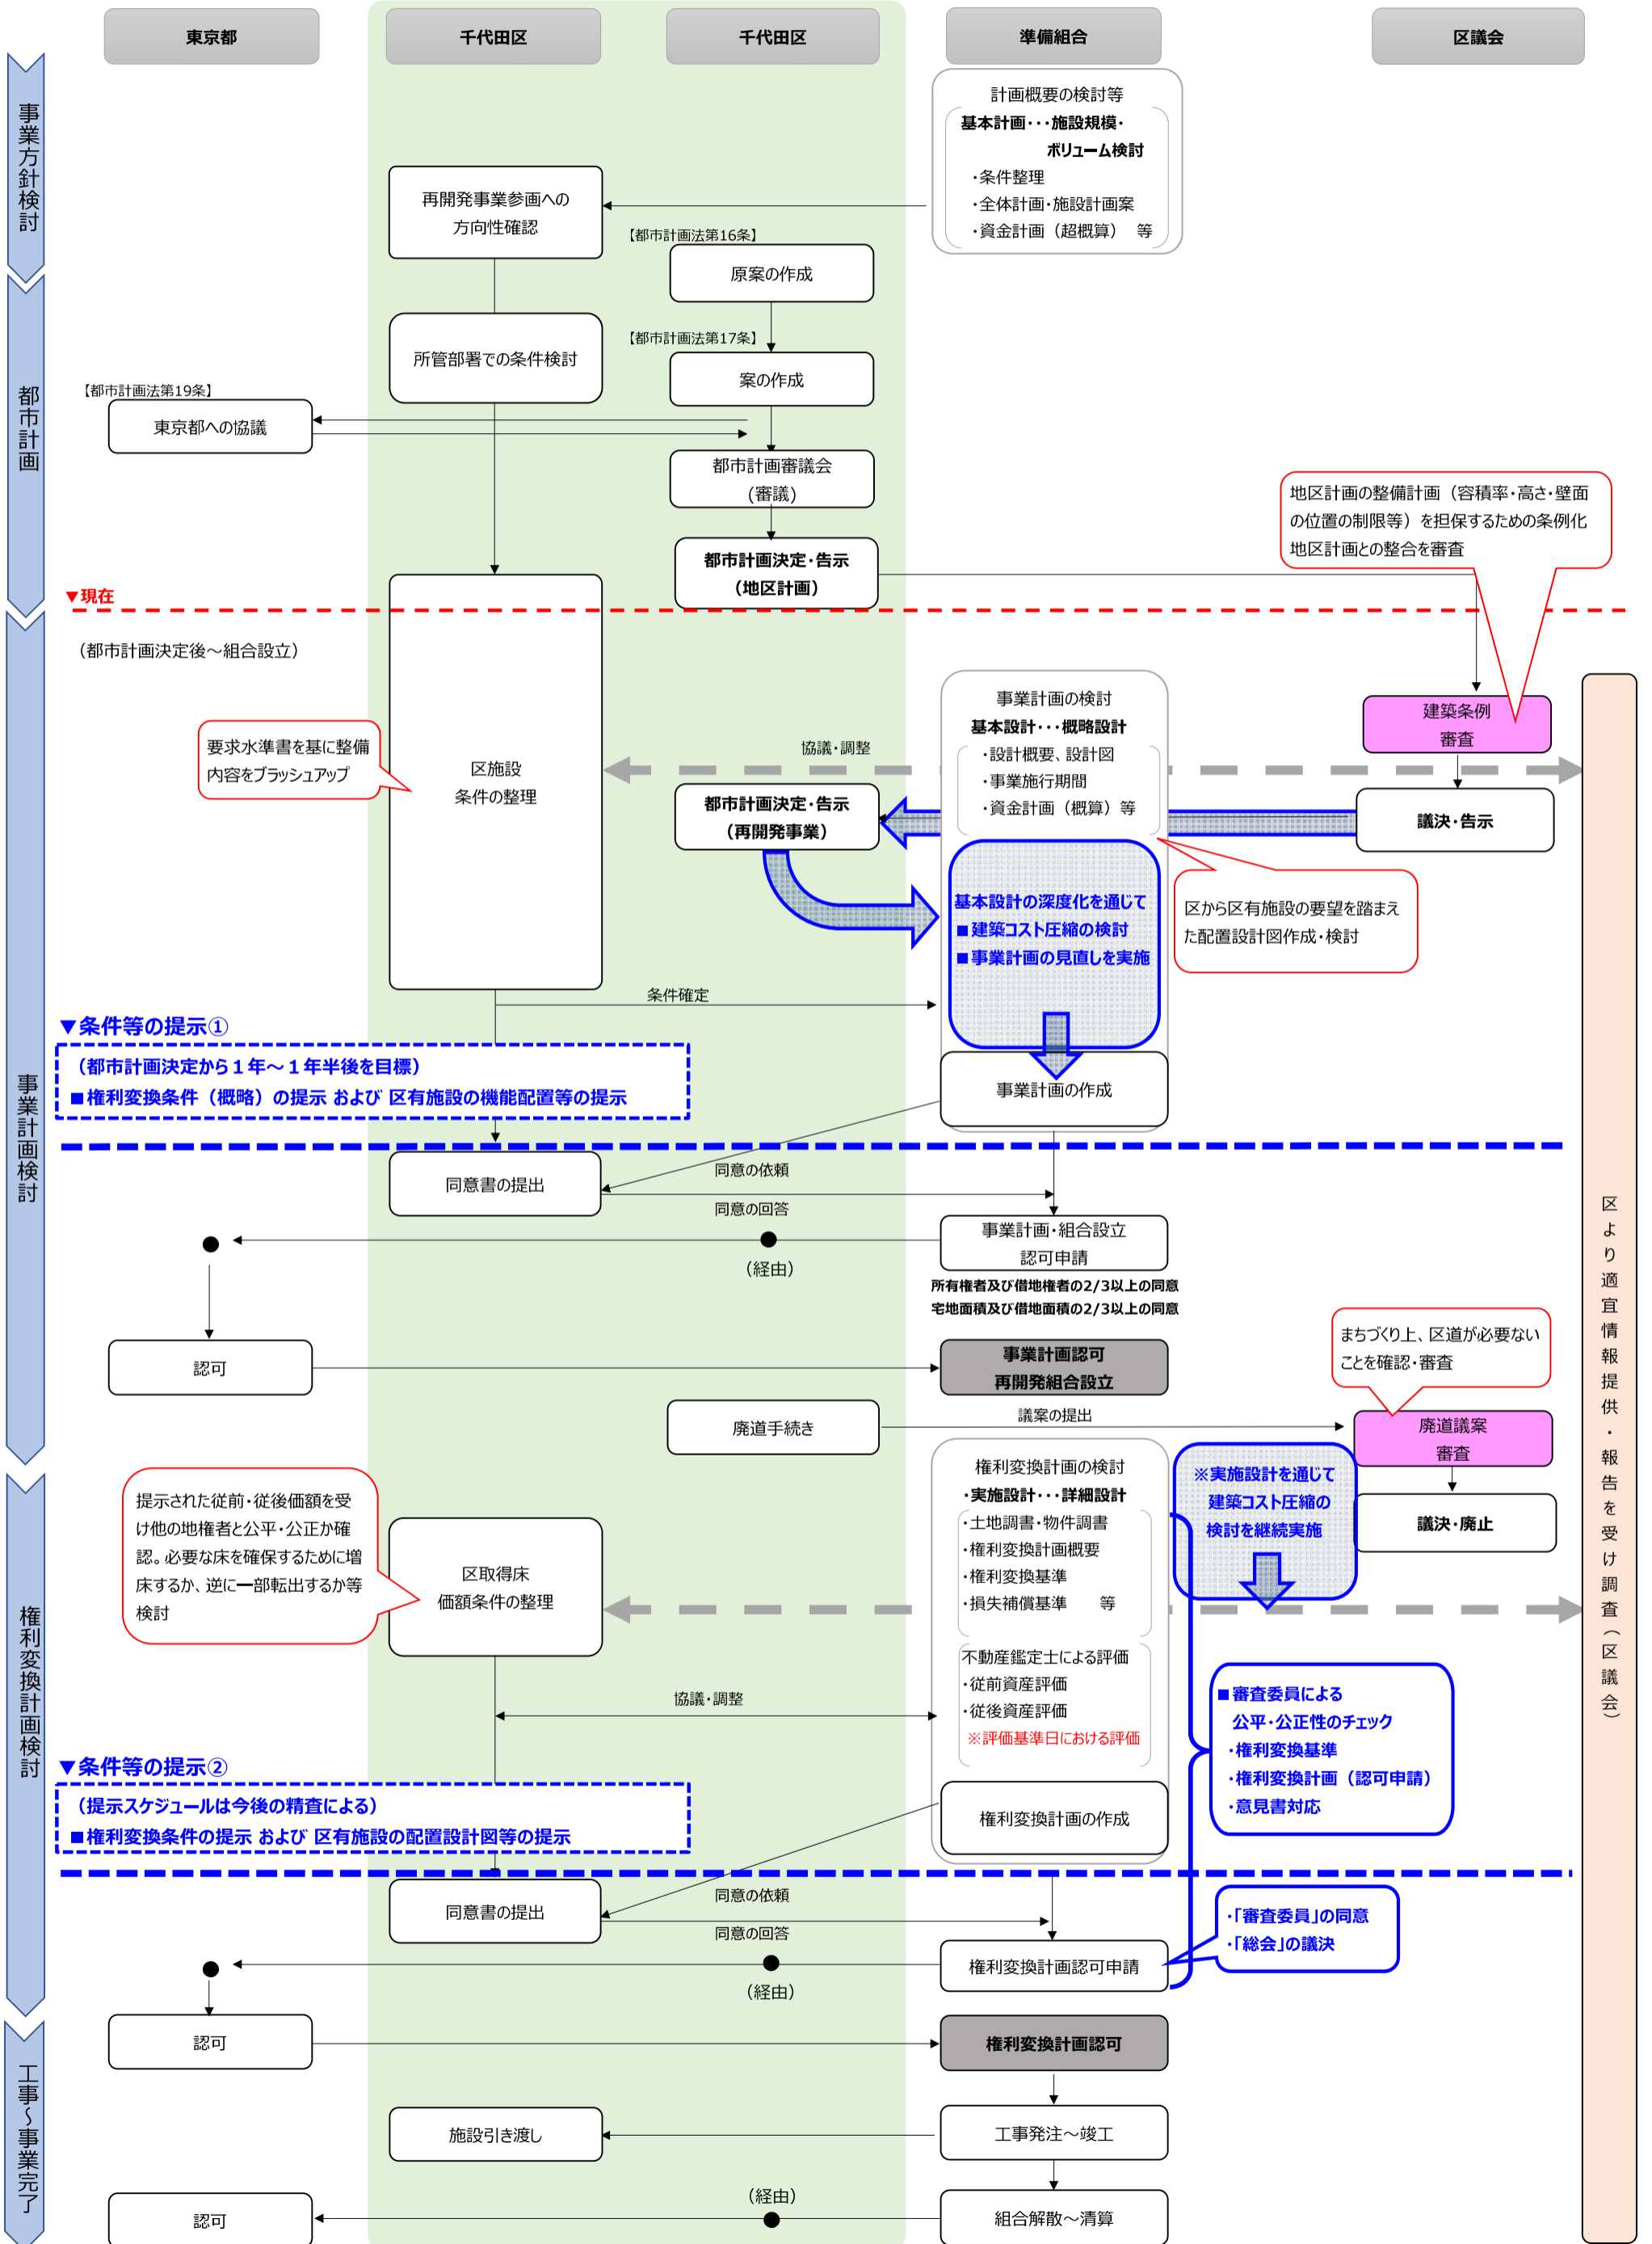 東京都
千代田区
千代田区
準備組合
区議会
事業方針検討
計画概要の検討等
基本計画・・・施設規模・
ボリューム検討
・条件整理
・全体計画・施設計画案
・資金計画（超概算）　等
再開発事業参画への
方向性確認
【都市計画法第16条】
原案の作成
都市計画
所管部署での条件検討
【都市計画法第17条】
案の作成
【都市計画法第19条】
東京都への協議
都市計画審議会
（審議）
都市計画決定・告示
（地区計画）
地区計画の整備計画（容積率・高さ・壁面
の位置の制限等）を担保するための条例化
地区計画との整合を審査
▼現在
（都市計画決定後～組合設立）
事業計画検討
要求水準書を基に整備
内容をブラッシュアップ
区施設
条件の整理
協議・調整
事業計画の検討
基本設計・・・概略設計
・設計概要、設計図
・事業施行期間
・資金計画（概算）等
建築条例
審査
議決・告示
都市計画決定・告示
（再開発事業）
基本設計の深度化を通じて
■建築コスト圧縮の検討
■事業計画の見直しを実施
区から区有施設の要望を踏まえ
た配置設計図作成・検討
条件確定
▼条件等の提示①
（都市計画決定から１年～１年半後を目標）
■権利変換条件（概略）の提示 および 区有施設の機能配置等の提示
事業計画の作成
同意書の提出
同意の依頼
同意の回答
（経由）
事業計画・組合設立
認可申請
所有権者及び借地権者の2/3以上の同意
宅地面積及び借地面積の2/3以上の同意
認可
事業計画認可
再開発組合設立
まちづくり上、区道が必要ない
ことを確認・審査
廃道手続き
議案の提出
廃道議案
審査
議決・廃止
区より適宜情報提供・報告を受け調査（区議会）
権利変換計画検討
提示された従前・従後価額を受
け他の地権者と公平・公正か確
認。必要な床を確保するために増
床するか、逆に一部転出するか等
検討
区取得床
価額条件の整理
権利変換計画の検討
・実施設計・・・詳細設計
・土地調書・物件調書
・権利変換計画概要
・権利変換基準
・損失補償基準　　等
不動産鑑定士による評価
・従前資産評価
・従後資産評価
※評価基準日における評価
※実施設計を通じて
建築コスト圧縮の
検討を継続実施
協議・調整
■審査委員による
公平・公正性のチェック
・権利変換基準
・権利変換計画（認可申請）
・意見書対応
▼条件等の提示②
（提示スケジュールは今後の精査による）
■権利変換条件の提示 および 区有施設の配置設計図等の提示
権利変換計画の作成
同意書の提出
同意の依頼
同意の回答
（経由）
権利変換計画認可申請
・「審査委員」の同意
・「総会」の議決
工事～事業完了
認可
権利変換計画認可
施設引き渡し
工事発注～竣工
認可
（経由）
組合解散～清算